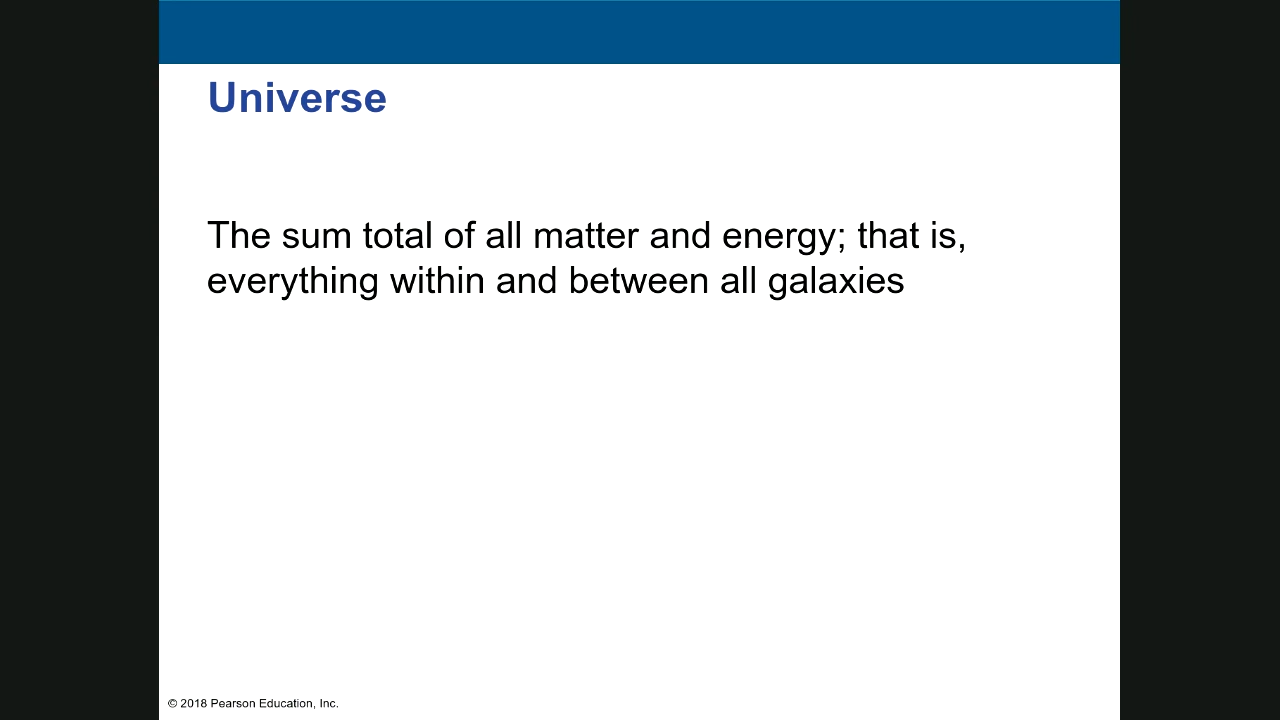 Universe
The sum total of all matter and energy; that is,
everything within and between all galaxies
© 2018 Pearson Education, Inc.